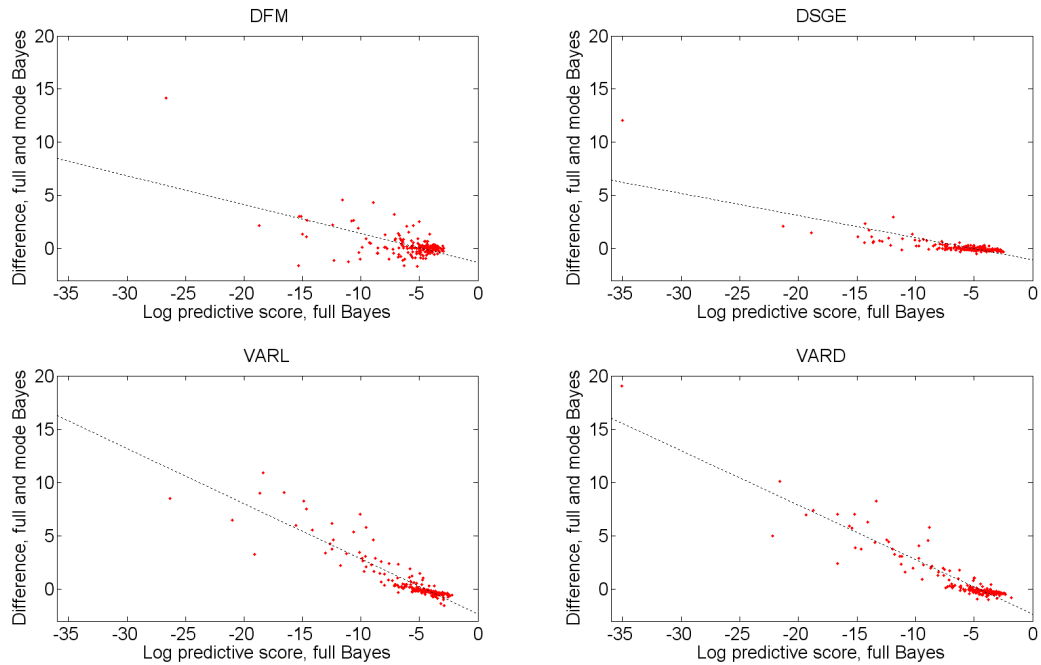 DFM
20
15
10
5
0
Difference, full and mode Bayes
-35 -30 -25 -20 -15 -10 -5 0
Log predictive score, full Bayes
DSGE
20
15
10
5
0
Difference, full and mode Bayes
-35 -30 -25 -20 -15 -10 -5 0
Log predictive score, full Bayes
VARL
20
15
10
5
0
Difference, full and mode Bayes
-35 -30 -25 -20 -15 -10 -5 0
Log predictive score, full Bayes
VARD
20
15
10
5
0
Difference, full and mode Bayes
-35 -30 -25 -20 -15 -10 -5 0
Log predictive score, full Bayes